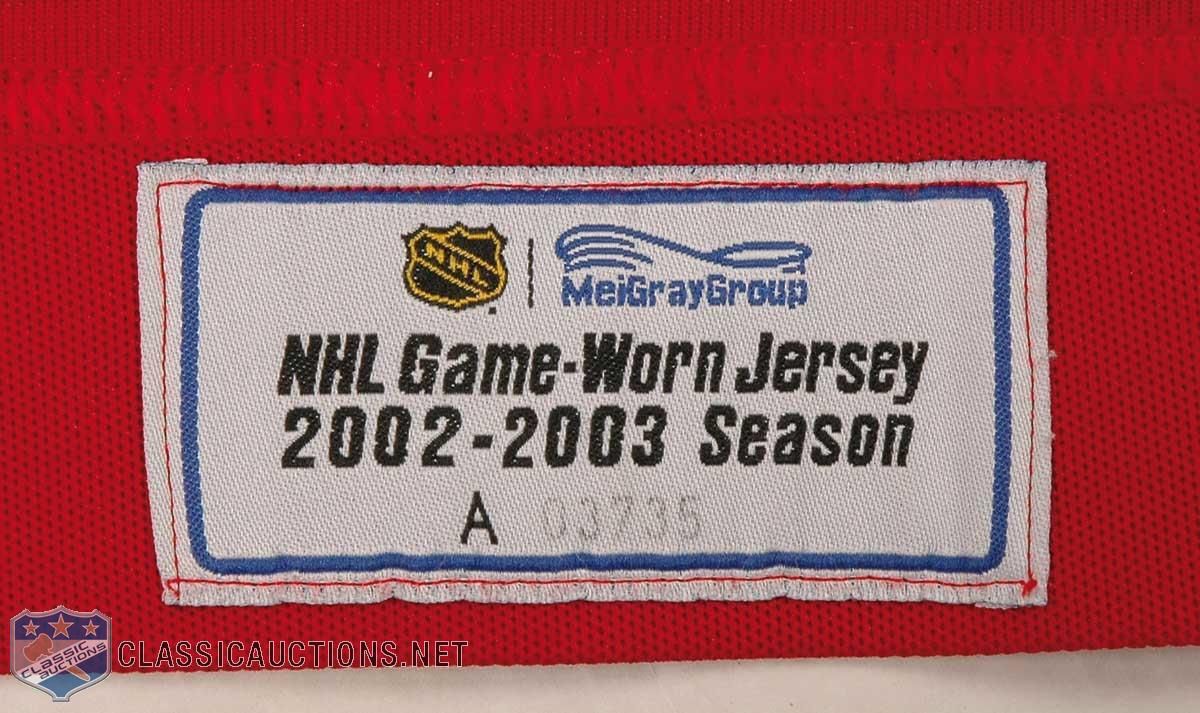 NHL MeiGrayGroup
NHL Game-Worn Jersey
2002-2003 Season
A 03735
CLASSIC AUCTIONS CLASSICAUCTIONS.NET